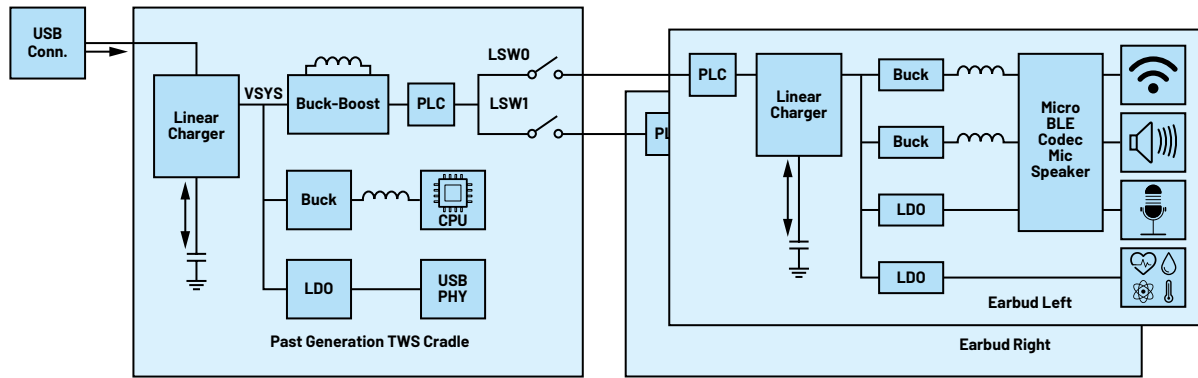 USB
Conn.
Linear
Charger
VSYS
Buck-Boost
PLC
LSW0
LSW1
Buck
CPU
LDO
USB
PHY
Past Generation TWS Cradle
PLC
Linear
Charger
Buck
Buck
LDO
LDO
Micro
BLE
Codec
Mic
Speaker
Earbud Left
Earbud Right